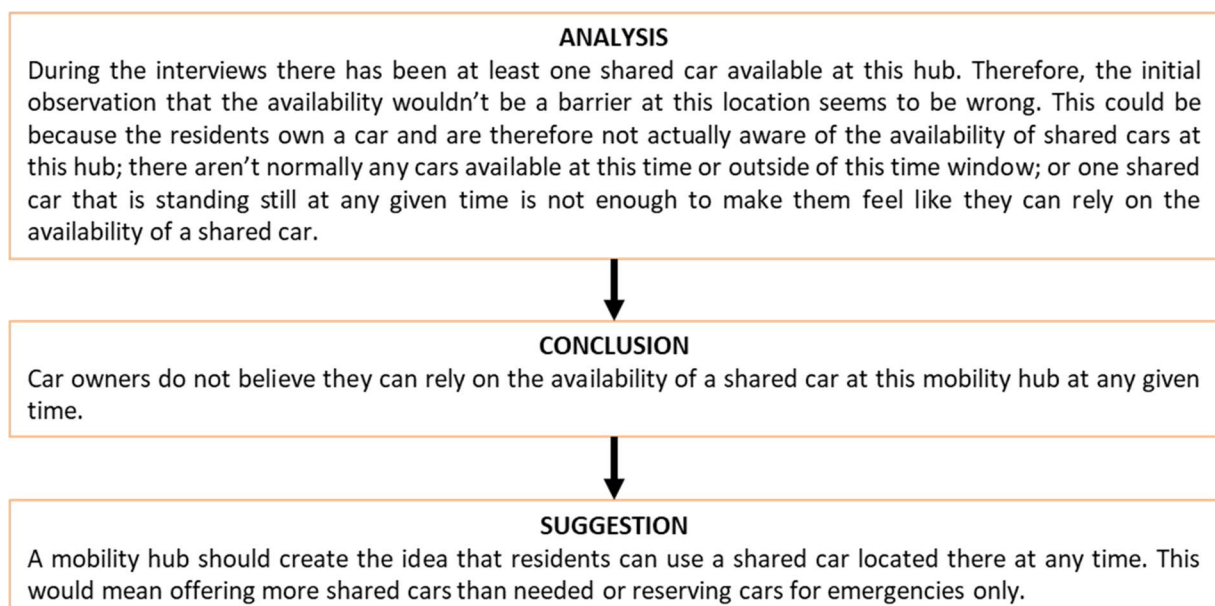 ANALYSIS
During the interviews there has been at least one shared car available at this hub. Therefore, the initial
observation that the availability wouldn't be a barrier at this location seems to be wrong. This could be
because the residents own a car and are therefore not actually aware of the availability of shared cars at
this hub; there aren't normally any cars available at this time or outside of this time window; or one shared
car that is standing still at any given time is not enough to make them feel like they can rely on the
availability of a shared car.
CONCLUSION
Car owners do not believe they can rely on the availability of a shared car at this mobility hub at any given
time.
SUGGESTION
A mobility hub should create the idea that residents can use a shared car located there at any time. This
would mean offering more shared cars than needed or reserving cars for emergencies only.